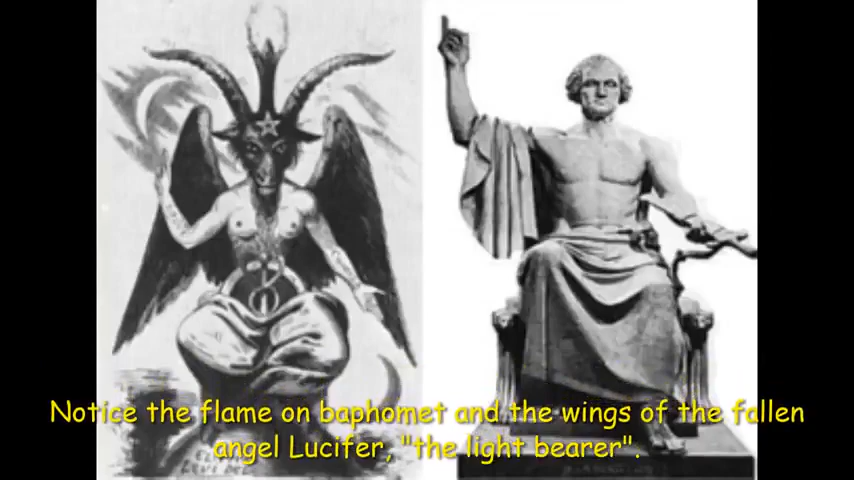 Notice the flame on baphomet and the wings of the fallen
angel Lucifer, "the light bearer".